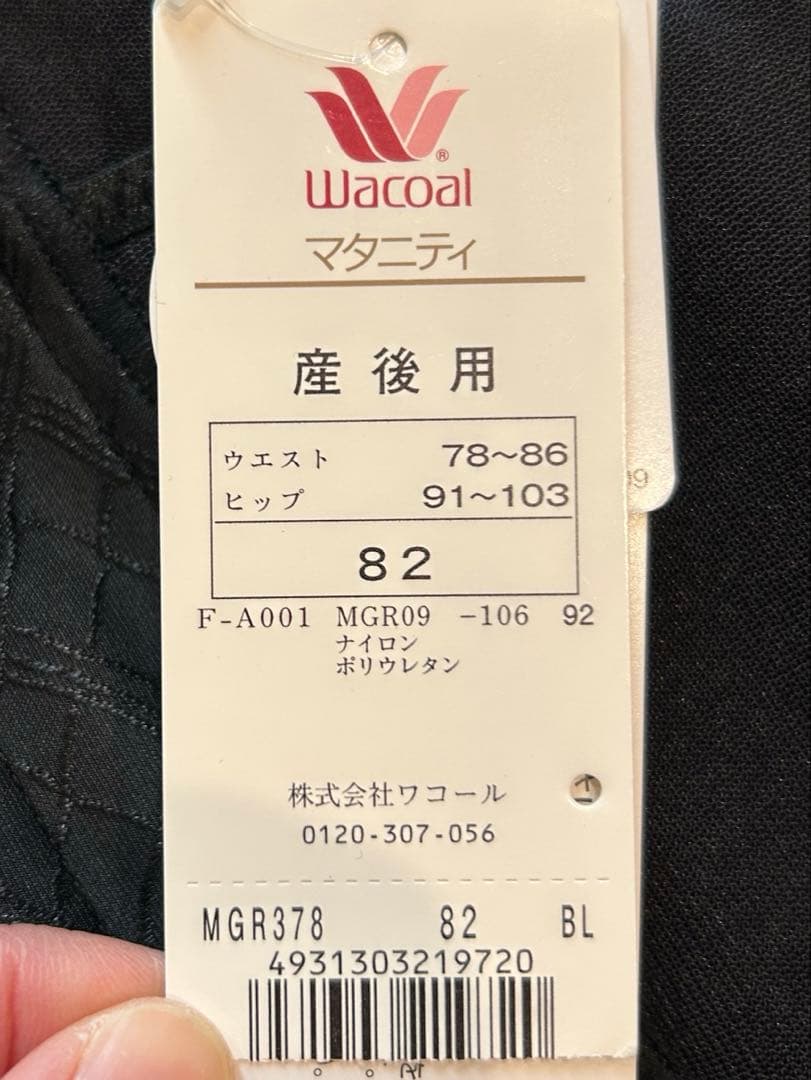 Wacoal®
マタニティ
産後用
ウエスト 78〜86
ヒップ 91〜103
82
F-A001 MGR09 -106 92
ナイロン
ポリウレタン
株式会社ワコール
0120-307-056
MGR378 82 BL
4931303219720